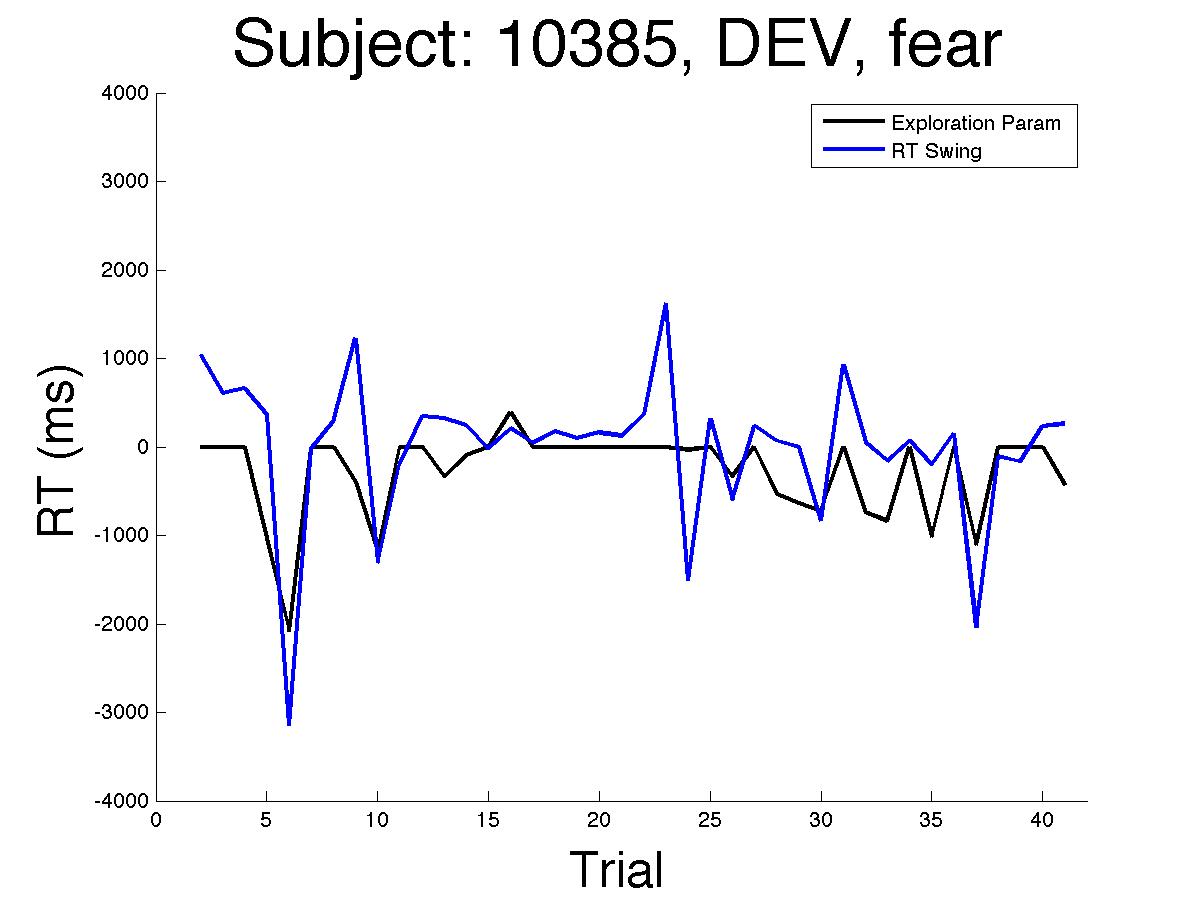 Subject: 10385, DEV, fear
4000
3000
2000
1000
0
-1000
-2000
-3000
-4000
RT (ms)
Exploration Param
RT Swing
0 5 10 15 20 25 30 35 40
Trial